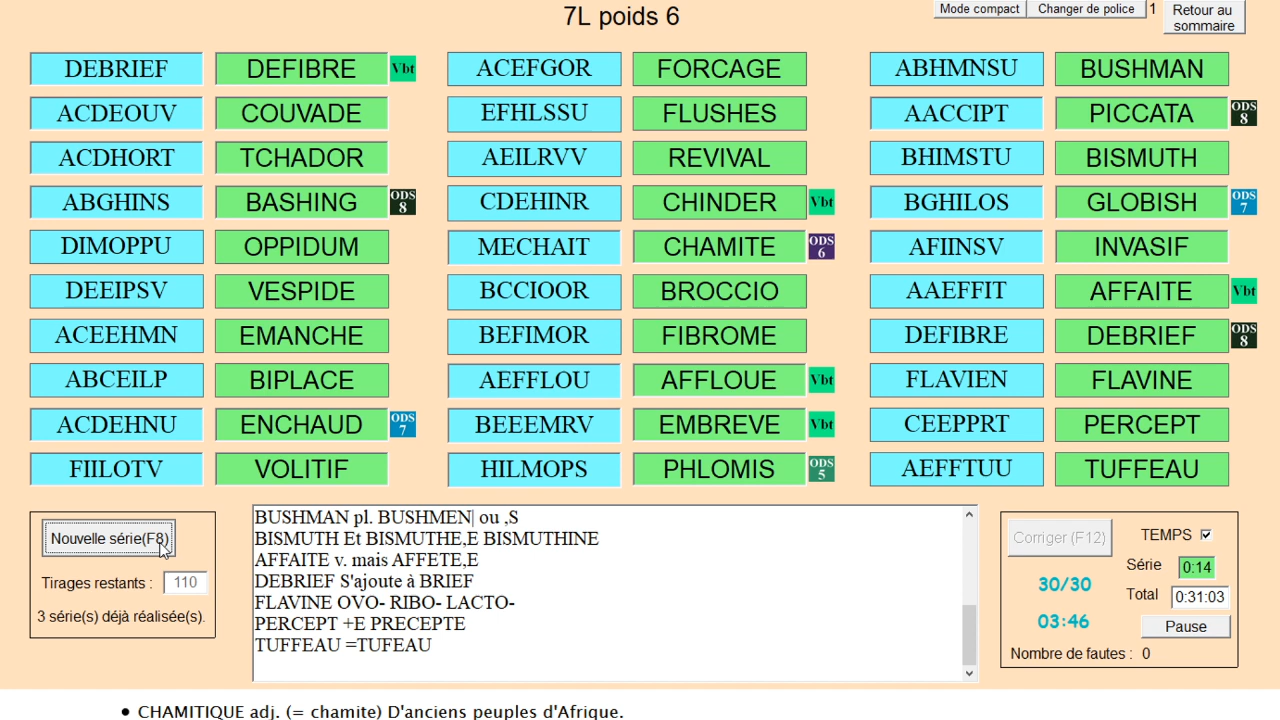 7L poids 6
Mode compact
Changer de police
1
Retour au
sommaire
DEBRIEF DEFIBRE Vbt
ACDEOUV COUVADE
ACDHORT TCHADOR
ABGHINS BASHING ODS 8
DIMOPPU OPPIDUM
DEEIPSV VESPIDE
ACEEHMN EMANCHE
ABCEILP BIPLACE
ACDEHNU ENCHAUD ODS 7
FIILOTV VOLITIF
ACEFGOR FORCAGE
EFHLSSU FLUSHES
AEILRVV REVIVAL
CDEHINR CHINDER Vbt
MECHAIT CHAMITE ODS 6
BCCIOOR BROCCIO
BEFIMOR FIBROME
AEFFLOU AFFLOUE Vbt
BEEEMRV EMBREVE Vbt
HILMOPS PHLOMIS ODS 5
ABHMNSU BUSHMAN
AACCIPT PICCATA ODS 8
BHIMSTU BISMUTH
BGHILOS GLOBISH ODS 7
AFIINSV INVASIF
AAEFFIT AFFAITE Vbt
DEFIBRE DEBRIEF ODS 8
FLAVIEN FLAVINE
CEEPPRT PERCEPT
AEFFTUU TUFFEAU
Nouvelle série(F8)
Tirages restants : 110
3 série(s) déjà réalisée(s).
BUSHMAN pl. BUSHMEN| ou ,S
BISMUTH Et BISMUTHE,E BISMUTHINE
AFFAITE v. mais AFFETE,E
DEBRIEF S'ajoute à BRIEF
FLAVINE OVO- RIBO- LACTO-
PERCEPT +E PRECEPTE
TUFFEAU =TUFEAU
Corriger (F12)
TEMPS
Série 0:14
30/30
Total 0:31:03
03:46
Pause
Nombre de fautes : 0
• CHAMITIQUE adj. (= chamite) D'anciens peuples d'Afrique.